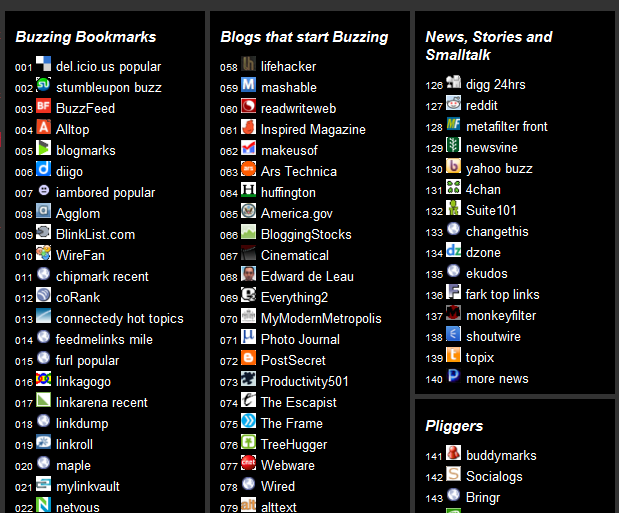 Buzzing Bookmarks
001 del.icio.us popular
002 stumbleupon buzz
003 BF BuzzFeed
004 A Alltop
005 blogmarks
006 d diigo
007 iambored popular
008 Agglom
009 BlinkList.com
010 WireFan
011 chipmark recent
012 coRank
013 connectedy hot topics
014 feedmelinks mile
015 furl popular
016 linkagogo
017 linkarena recent
018 linkdump
019 linkroll
020 maple
021 mylinkvault
022 N netvous
Blogs that start Buzzing
058 lh lifehacker
059 M mashable
060 readwriteweb
061 Inspired Magazine
062 makeusof
063 ars Ars Technica
064 H huffington
065 America.gov
066 BloggingStocks
067 Cinematical
068 Edward de Leau
069 Everything2
070 MyModernMetropolis
071 µ Photo Journal
072 PostSecret
073 Productivity501
074 The Escapist
075 The Frame
076 TreeHugger
077 cnet Webware
078 Wired
079 alt alttext
News, Stories and
Smalltalk
126 digg 24hrs
127 reddit
128 MF metafilter front
129 newsvine
130 b yahoo buzz
131 4chan
132 Suite101
133 changethis
134 dz dzone
135 ekudos
136 F fark top links
137 monkeyfilter
138 shoutwire
139 t topix
140 P more news
Pliggers
141 buddymarks
142 S Socialogs
143 Bringr